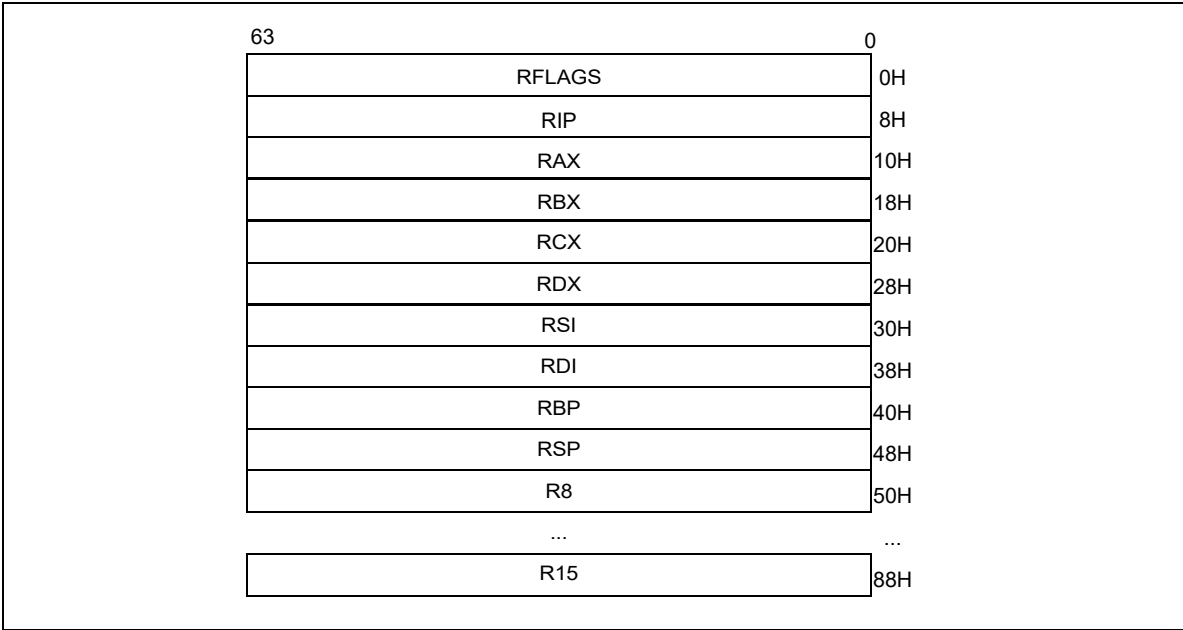 63 0
RFLAGS 0H
RIP 8H
RAX 10H
RBX 18H
RCX 20H
RDX 28H
RSI 30H
RDI 38H
RBP 40H
RSP 48H
R8 50H
... ...
R15 88H